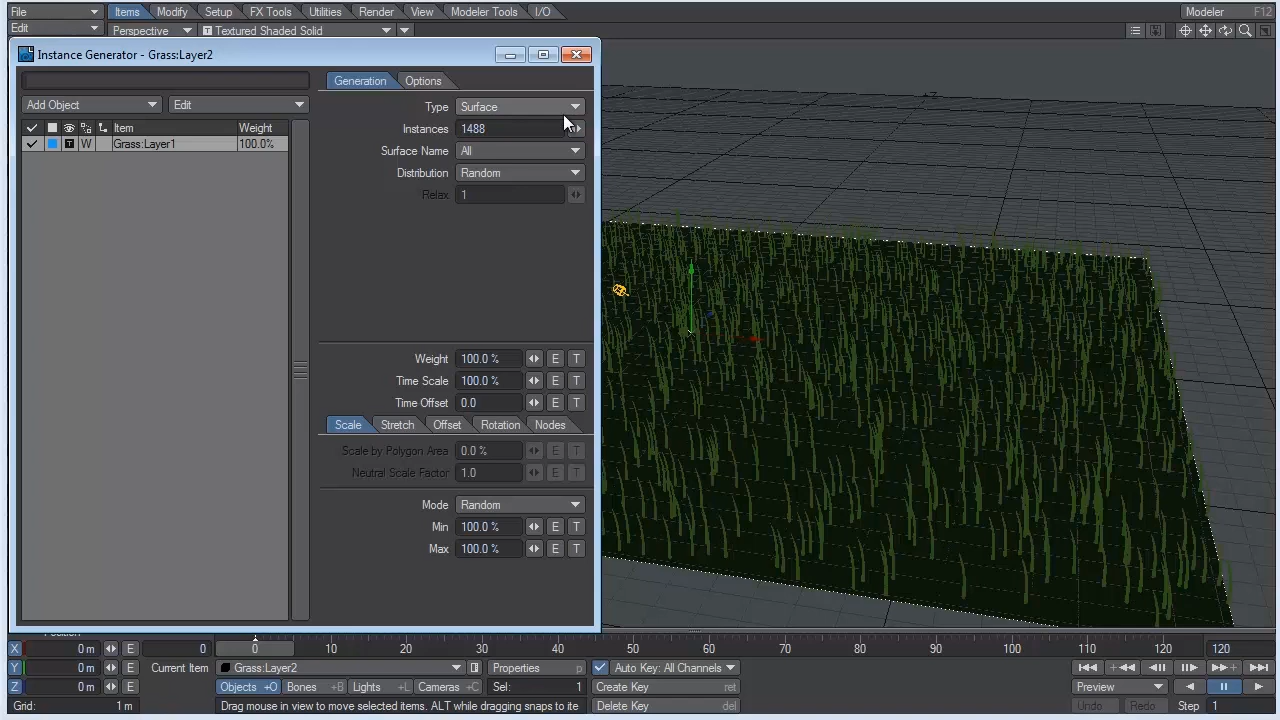 File Items Modify Setup FX Tools Utilities Render View Modeler Tools I/O Modeler F12
Edit Perspective T Textured Shaded Solid
Instance Generator - Grass:Layer2
Generation Options
Add Object Edit
Type Surface
Item Weight
Instances 1488
T W Grass:Layer1 100.0%
Surface Name All
Distribution Random
Relax 1
Weight 100.0 % E T
Time Scale 100.0 % E T
Time Offset 0.0 E T
Scale Stretch Offset Rotation Nodes
Scale by Polygon Area 0.0 % E T
Neutral Scale Factor 1.0 E T
Mode Random
Min 100.0 % E T
Max 100.0 % E T
Position
X 0 m E 0 0 10 20 30 40 50 60 70 80 90 100 110 120 120
Y 0 m E Current Item Grass:Layer2 Properties p Auto Key: All Channels
Z 0 m E Objects +O Bones +B Lights +L Cameras +C Sel: 1 Create Key ret Preview
Grid: 1 m Drag mouse in view to move selected items. ALT while dragging snaps to ite Delete Key del Undo Redo Step 1